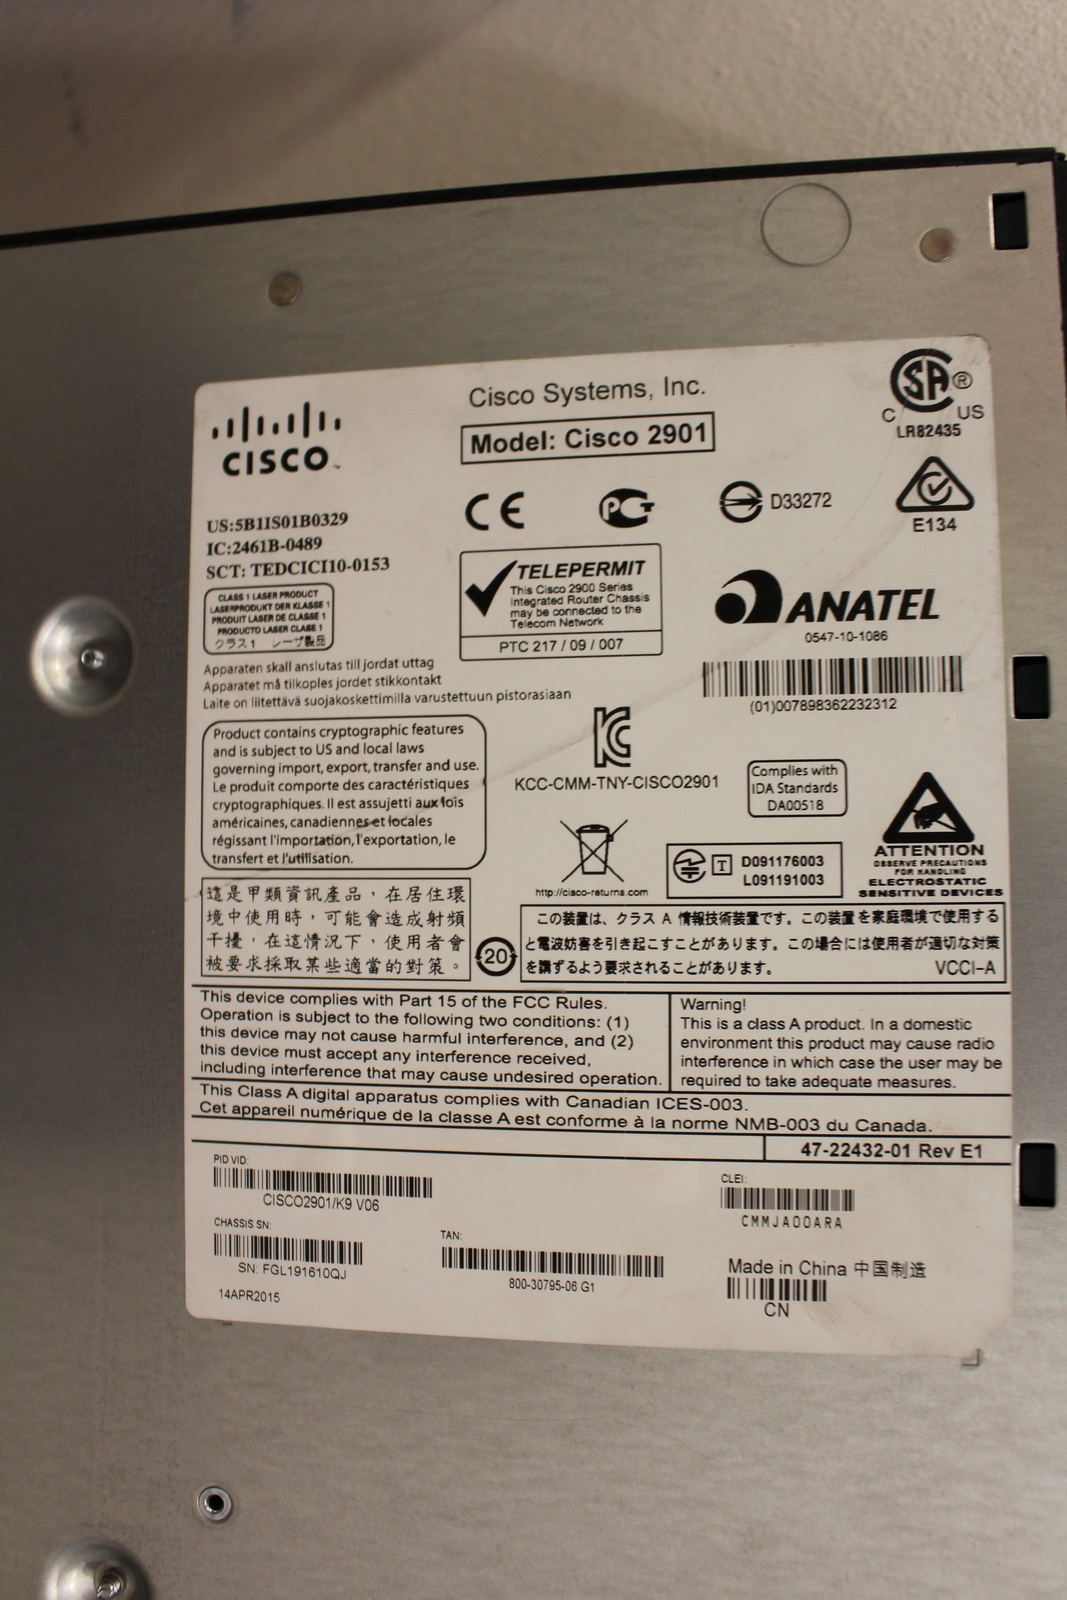 CISCO
Cisco Systems, Inc.
Model: Cisco 2901
SA ®
C US
LR82435
US:5B1IS01B0329
IC:2461B-0489
SCT: TEDCICI10-0153
CE
D33272
E134
CLASS 1 LASER PRODUCT
LASERPRODUKT DER KLASSE 1
PRODUIT LASER DE CLASSE 1
PRODUCTO LASER CLASE 1
クラス1 レーザ製品
TELEPERMIT
This Cisco 2900 Series
Integrated Router Chassis
may be connected to the
Telecom Network
PTC 217 / 09 / 007
ANATEL
0547-10-1086
(01)007898362232312
Apparaten skall anslutas till jordat uttag
Apparatet må tilkoples jordet stikkontakt
Laite on liitettävä suojakoskettimilla varustettuun pistorasiaan
Product contains cryptographic features
and is subject to US and local laws
governing import, export, transfer and use.
Le produit comporte des caractéristiques
cryptographiques. Il est assujetti aux lois
américaines, canadiennes et locales
régissant l'importation, l'exportation, le
transfert et l'utilisation.
KCC-CMM-TNY-CISCO2901
Complies with
IDA Standards
DA00518
http://cisco-returns.com
T D091176003
L091191003
ATTENTION
OBSERVE PRECAUTIONS
FOR HANDLING
ELECTROSTATIC
SENSITIVE DEVICES
這是甲類資訊產品，在居住環
境中使用時，可能會造成射頻
干擾，在這情況下，使用者會
被要求採取某些適當的對策。
20
この装置は、クラス A 情報技術装置です。この装置を家庭環境で使用する
と電波妨害を引き起こすことがあります。この場合には使用者が適切な対策
を講ずるよう要求されることがあります。 VCCI-A
This device complies with Part 15 of the FCC Rules.
Operation is subject to the following two conditions: (1)
this device may not cause harmful interference, and (2)
this device must accept any interference received,
including interference that may cause undesired operation.
Warning!
This is a class A product. In a domestic
environment this product may cause radio
interference in which case the user may be
required to take adequate measures.
This Class A digital apparatus complies with Canadian ICES-003.
Cet appareil numérique de la classe A est conforme à la norme NMB-003 du Canada.
47-22432-01 Rev E1
PID VID:
CISCO2901/K9 V06
CLEI:
CMMJA00ARA
CHASSIS SN:
SN: FGL191610QJ
TAN:
800-30795-06 G1
14APR2015
Made in China 中国制造
CN